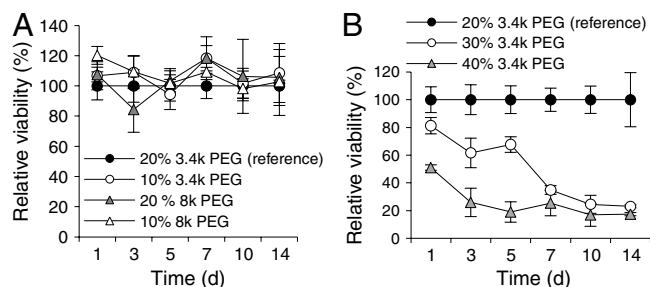 A
Relative viability (%)
140
120
100
80
60
40
20
0
20% 3.4k PEG (reference)
10% 3.4k PEG
20 % 8k PEG
10% 8k PEG
1 3 5 7 10 14
Time (d)
B
20% 3.4k PEG (reference)
30% 3.4k PEG
40% 3.4k PEG
Relative viability (%)
120
100
80
60
40
20
0
1 3 5 7 10 14
Time (d)